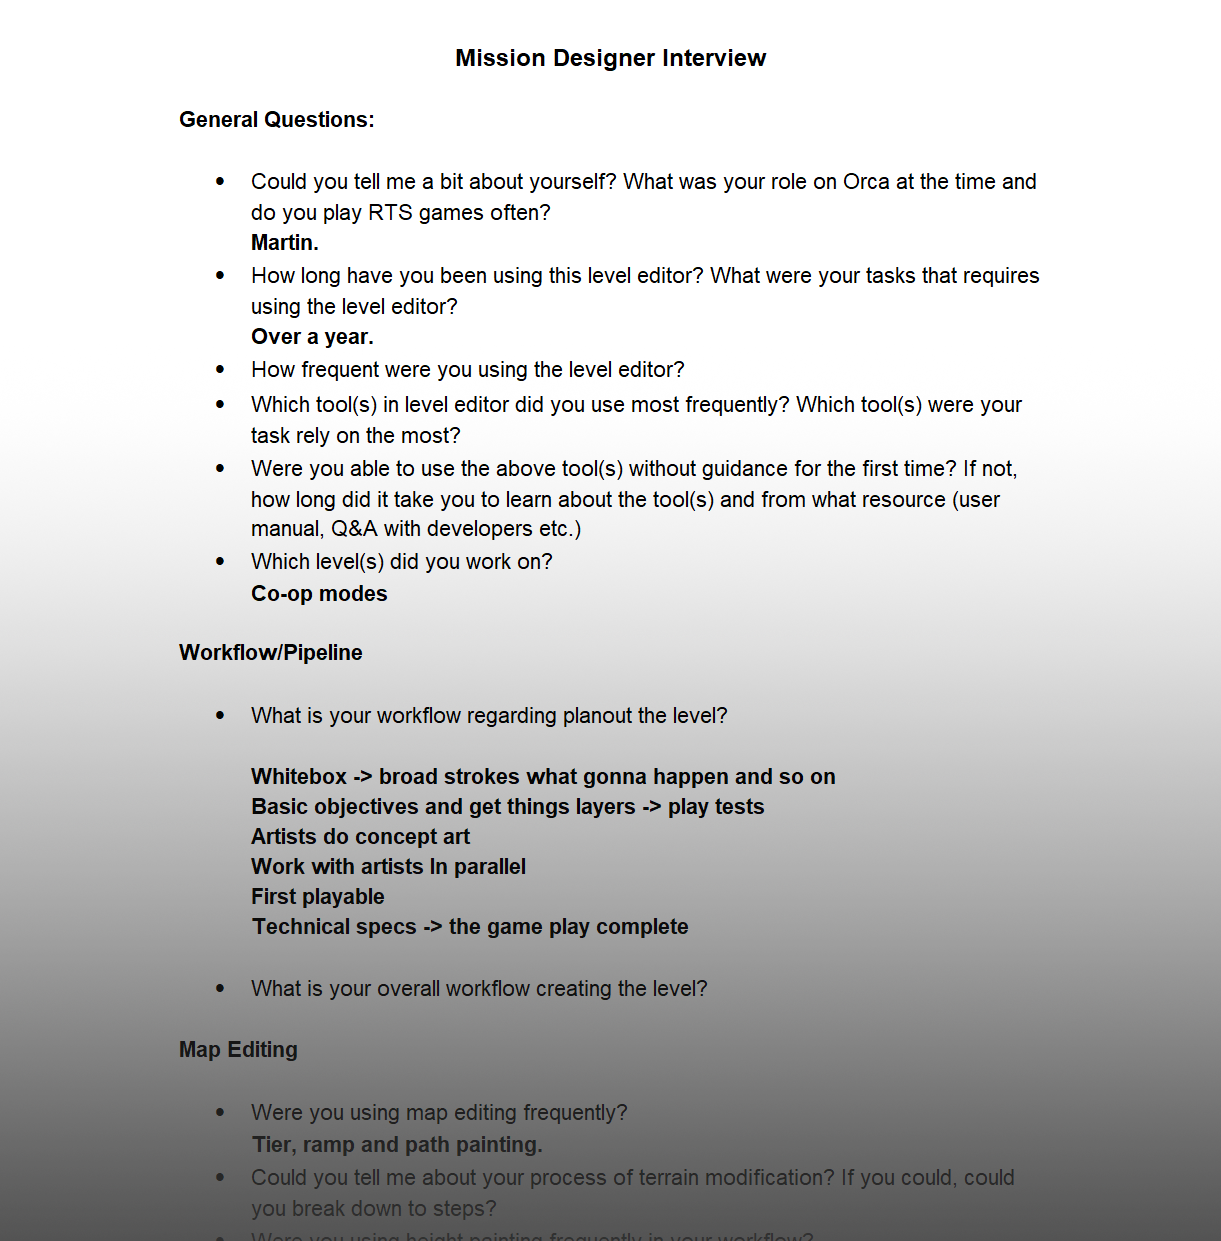 Mission Designer Interview
General Questions:
• Could you tell me a bit about yourself? What was your role on Orca at the time and
do you play RTS games often?
Martin.
• How long have you been using this level editor? What were your tasks that requires
using the level editor?
Over a year.
• How frequent were you using the level editor?
• Which tool(s) in level editor did you use most frequently? Which tool(s) were your
task rely on the most?
• Were you able to use the above tool(s) without guidance for the first time? If not,
how long did it take you to learn about the tool(s) and from what resource (user
manual, Q&A with developers etc.)
• Which level(s) did you work on?
Co-op modes
Workflow/Pipeline
• What is your workflow regarding planout the level?
Whitebox -> broad strokes what gonna happen and so on
Basic objectives and get things layers -> play tests
Artists do concept art
Work with artists In parallel
First playable
Technical specs -> the game play complete
• What is your overall workflow creating the level?
Map Editing
• Were you using map editing frequently?
Tier, ramp and path painting.
• Could you tell me about your process of terrain modification? If you could, could
you break down to steps?
• Were you using height painting frequently in your workflow?